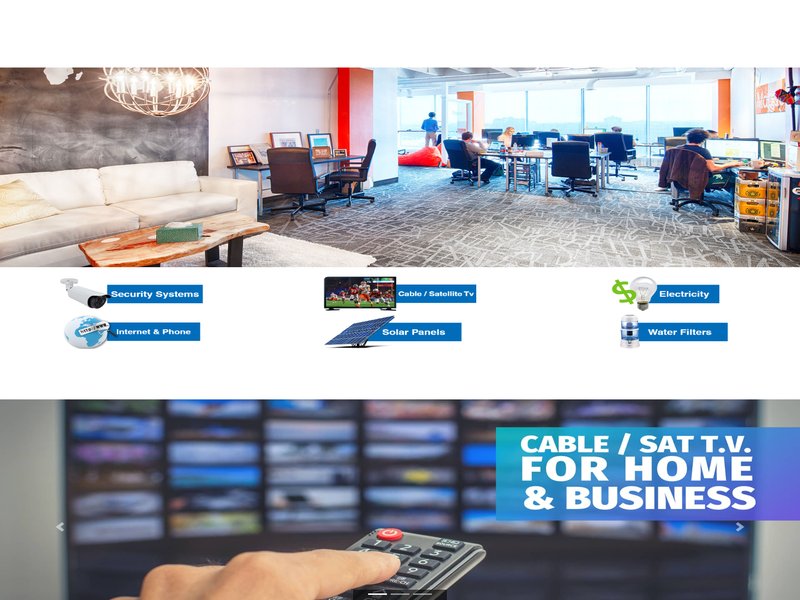 Security Systems
Cable / Satellite Tv
Electricity
Internet & Phone
Solar Panels
Water Filters
CABLE / SAT T.V.
FOR HOME
& BUSINESS